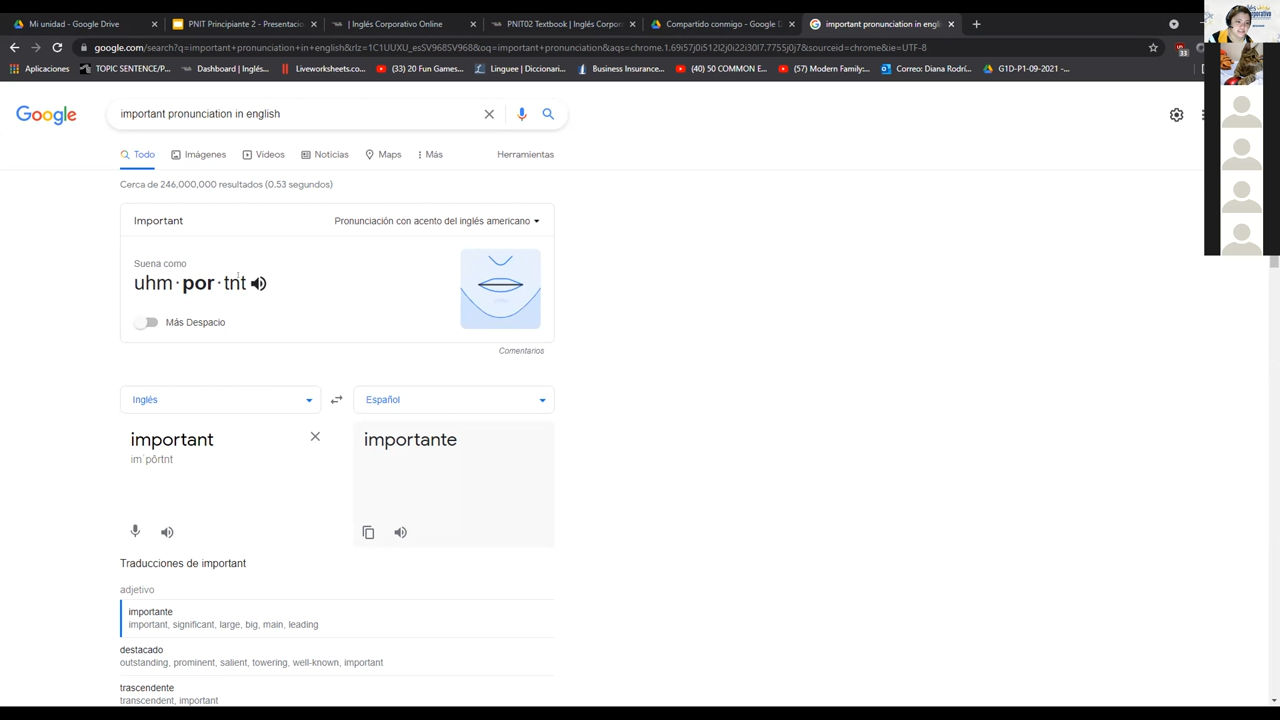 Mi unidad - Google Drive
PNIT Principiante 2 - Presentacio
| Inglés Corporativo Online
PNIT02 Textbook | Inglés Corpor
Compartido conmigo - Google D
important pronunciation in engli
google.com/search?q=important+pronunciation+in+english&rlz=1C1UUXU_esSV968SV968&oq=important+pronunciation&aqs=chrome.1.69i57j0i512l2j0i22i30l7.7755j0j7&sourceid=chrome&ie=UTF-8
33
Aplicaciones
TOPIC SENTENCE/P...
Dashboard | Inglés...
Liveworksheets.co...
(33) 20 Fun Games...
Linguee | Diccionari...
Business Insurance...
(40) 50 COMMON E...
(57) Modern Family:...
Correo: Diana Rodrí...
G1D-P1-09-2021 -...
Google
important pronunciation in english
Todo
Imágenes
Videos
Noticias
Maps
Más
Herramientas
Cerca de 246,000,000 resultados (0.53 segundos)
Important
Pronunciación con acento del inglés americano
Suena como
uhm · por · tnt
Más Despacio
Comentarios
Inglés
Español
important
importante
imˈpôrtnt
Traducciones de important
adjetivo
importante
important, significant, large, big, main, leading
destacado
outstanding, prominent, salient, towering, well-known, important
trascendente
transcendent, important